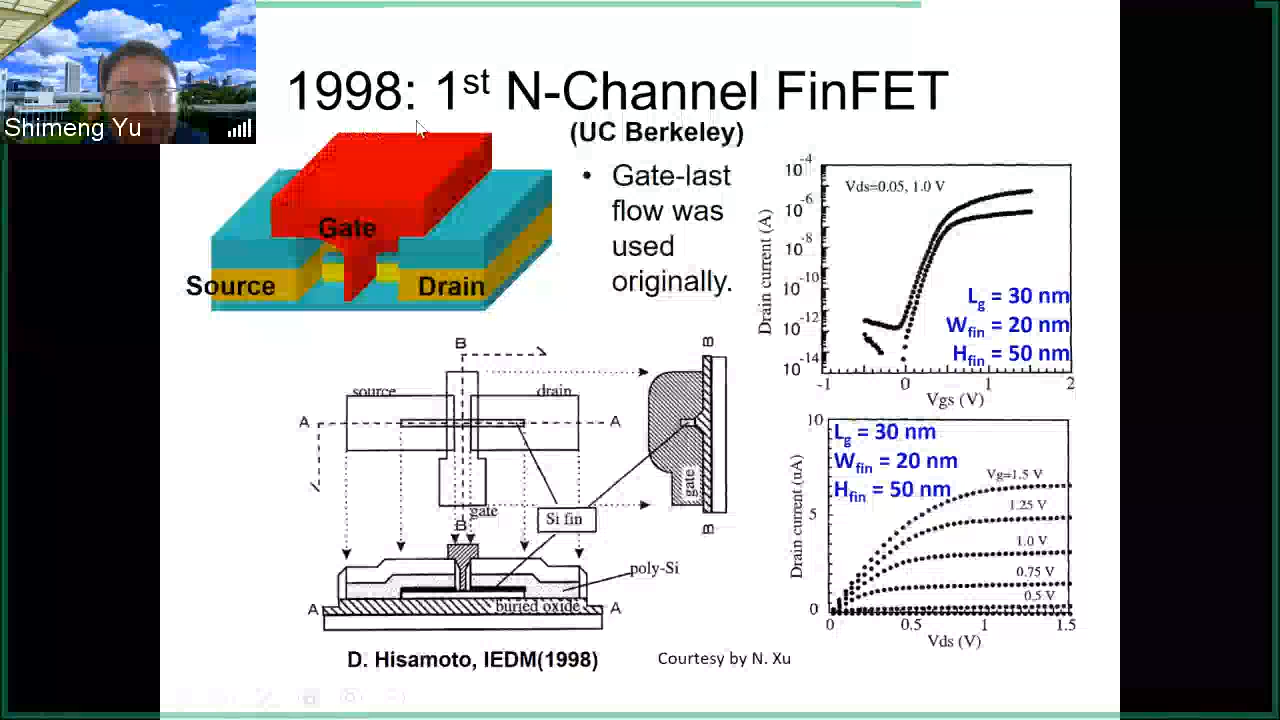 Shimeng Yu
1998: 1st N-Channel FinFET
(UC Berkeley)
Gate
Source
Drain
• Gate-last
flow was
used
originally.
10-4
10-6
10-8
10-10
10-12
10-14
Drain current (A)
Vds=0.05, 1.0 V
Lg = 30 nm
Wfin = 20 nm
Hfin = 50 nm
-1 0 1 2
Vgs (V)
B
source
drain
A
A
gate
B
Si fin
B
gate
B
poly-Si
A
buried oxide
A
10
5
0
Drain current (uA)
Lg = 30 nm
Wfin = 20 nm
Hfin = 50 nm
Vg=1.5 V
1.25 V
1.0 V
0.75 V
0.5 V
0 0.5 1 1.5
Vds (V)
D. Hisamoto, IEDM(1998)
Courtesy by N. Xu